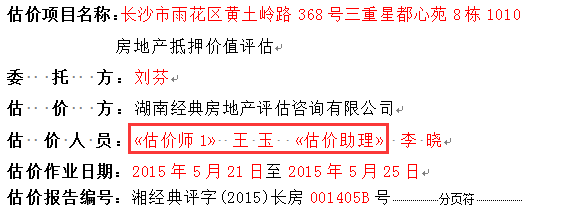 估价项目名称:长沙市雨花区黄土岭路 368 号三重星都心苑 8 栋 1010
房地产抵押价值评估
委···托···方：刘芬
估···价···方：湖南经典房地产评估咨询有限公司
估··价·人·员：«估价师 1»··王·玉··«估价助理»·李·晓
估价作业日期：2015 年 5 月 21 日至 2015 年 5 月 25 日
估价报告编号：湘经典评字(2015)长房 001405B 号 分页符